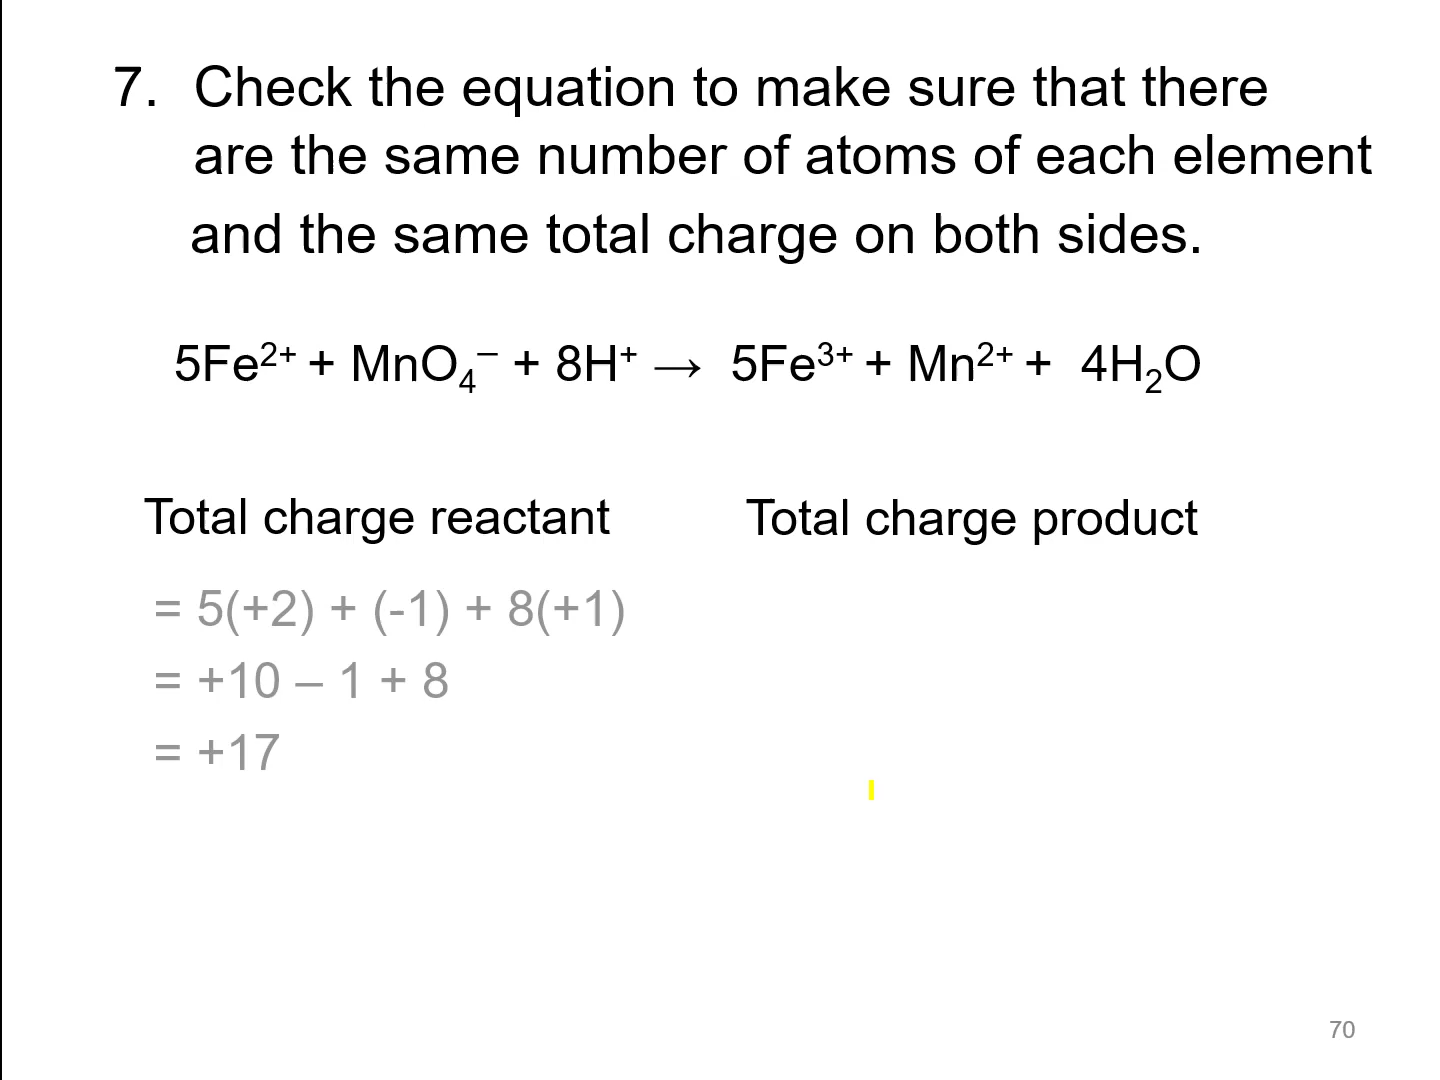 7. Check the equation to make sure that there
are the same number of atoms of each element
and the same total charge on both sides.
5Fe²⁺ + MnO₄⁻ + 8H⁺ → 5Fe³⁺ + Mn²⁺ + 4H₂O
Total charge reactant
= 5(+2) + (-1) + 8(+1)
= +10 – 1 + 8
= +17
Total charge product
70